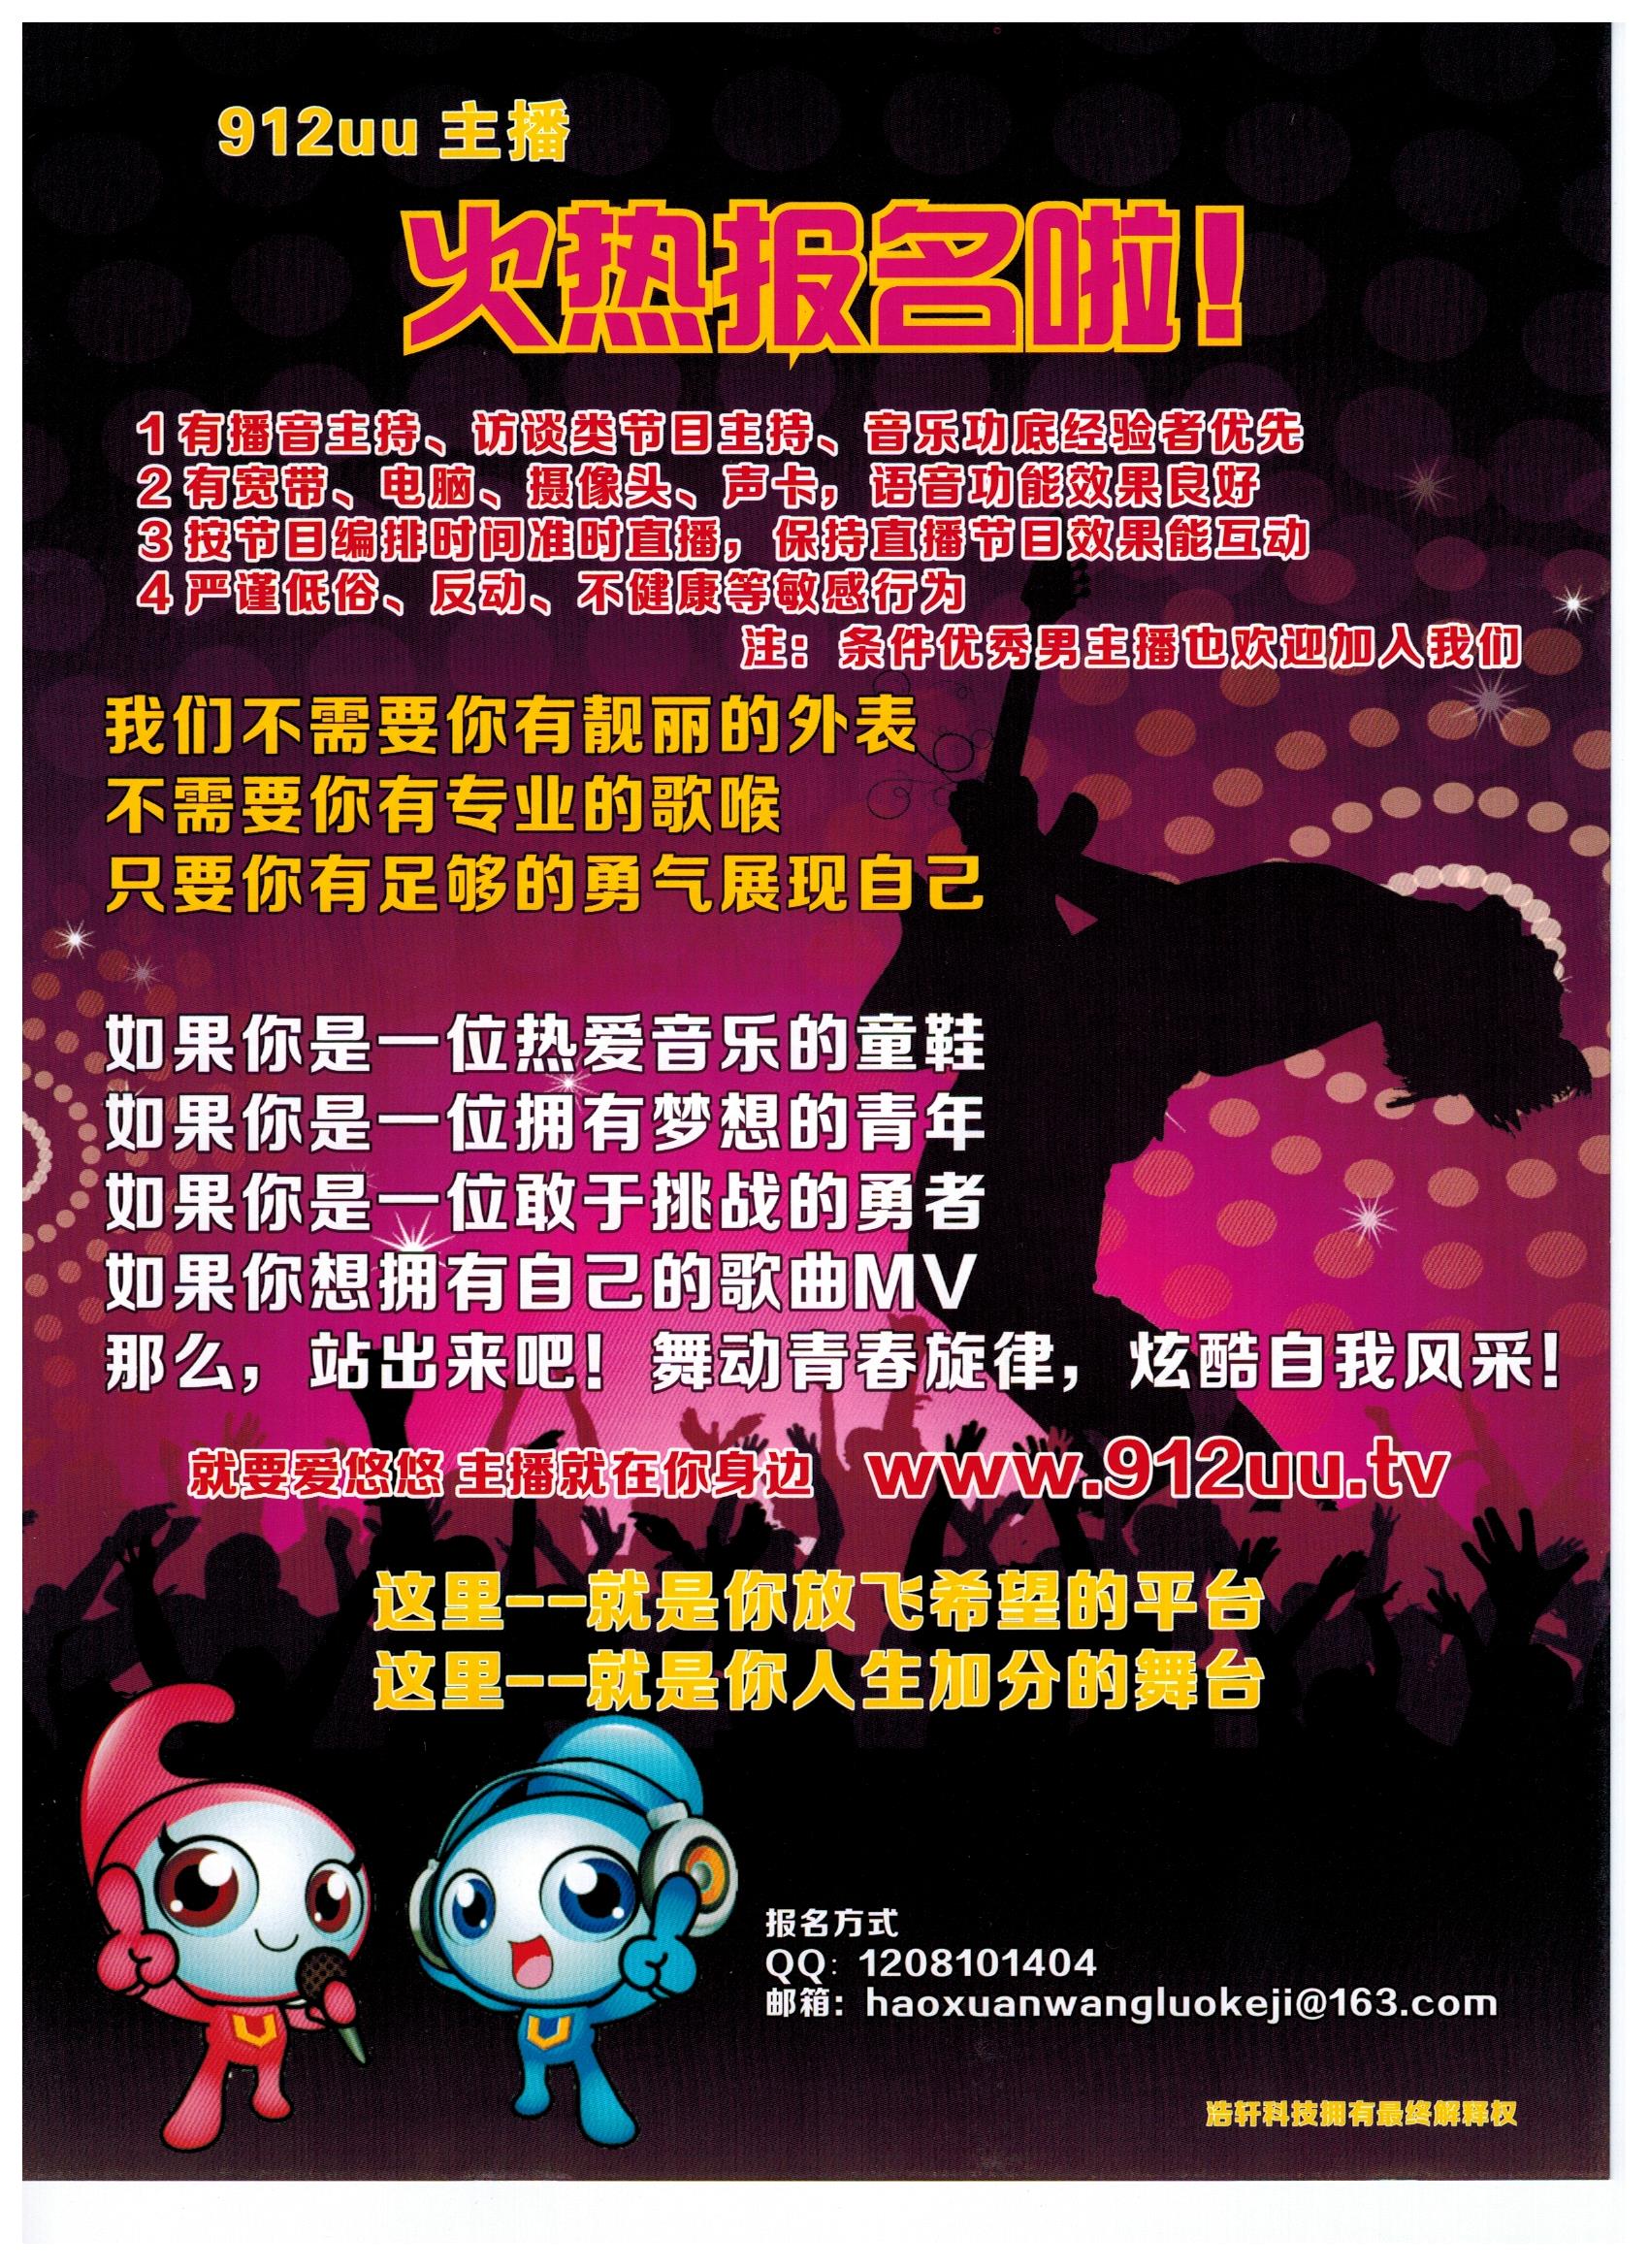 912uu 主播
火热报名啦！
1 有播音主持、访谈类节目主持、音乐功底经验者优先
2 有宽带、电脑、摄像头、声卡，语音功能效果良好
3 按节目编排时间准时直播，保持直播节目效果能互动
4 严谨低俗、反动、不健康等敏感行为
注：条件优秀男主播也欢迎加入我们
我们不需要你有靓丽的外表
不需要你有专业的歌喉
只要你有足够的勇气展现自己
如果你是一位热爱音乐的童鞋
如果你是一位拥有梦想的青年
如果你是一位敢于挑战的勇者
如果你想拥有自己的歌曲MV
那么，站出来吧！舞动青春旋律，炫酷自我风采！
就要爱悠悠 主播就在你身边 www.912uu.tv
这里--就是你放飞希望的平台
这里--就是你人生加分的舞台
报名方式
QQ：1208101404
邮箱：haoxuanwangluokeji@163.com
浩轩科技拥有最终解释权